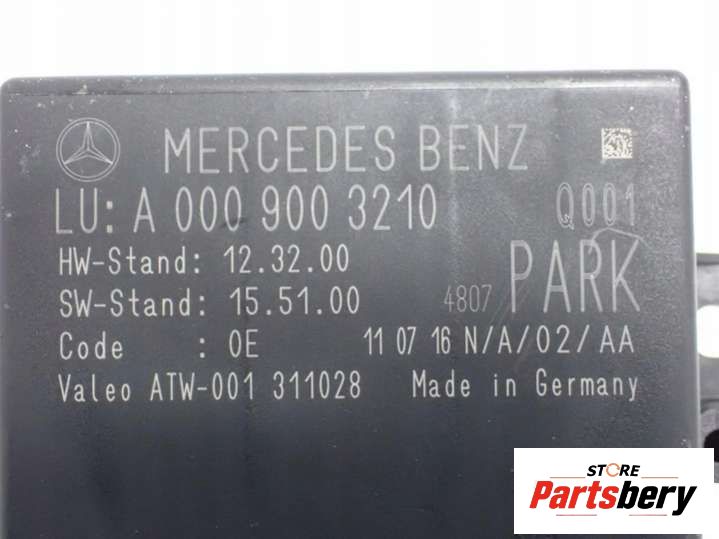 MERCEDES BENZ
LU: A 000 900 3210 Q001
HW-Stand: 12.32.00
SW-Stand: 15.51.00 4807 PARK
Code : 0E 11 07 16 N/A/02/AA
Valeo ATW-001 311028 Made in Germany
STORE
Partsbery